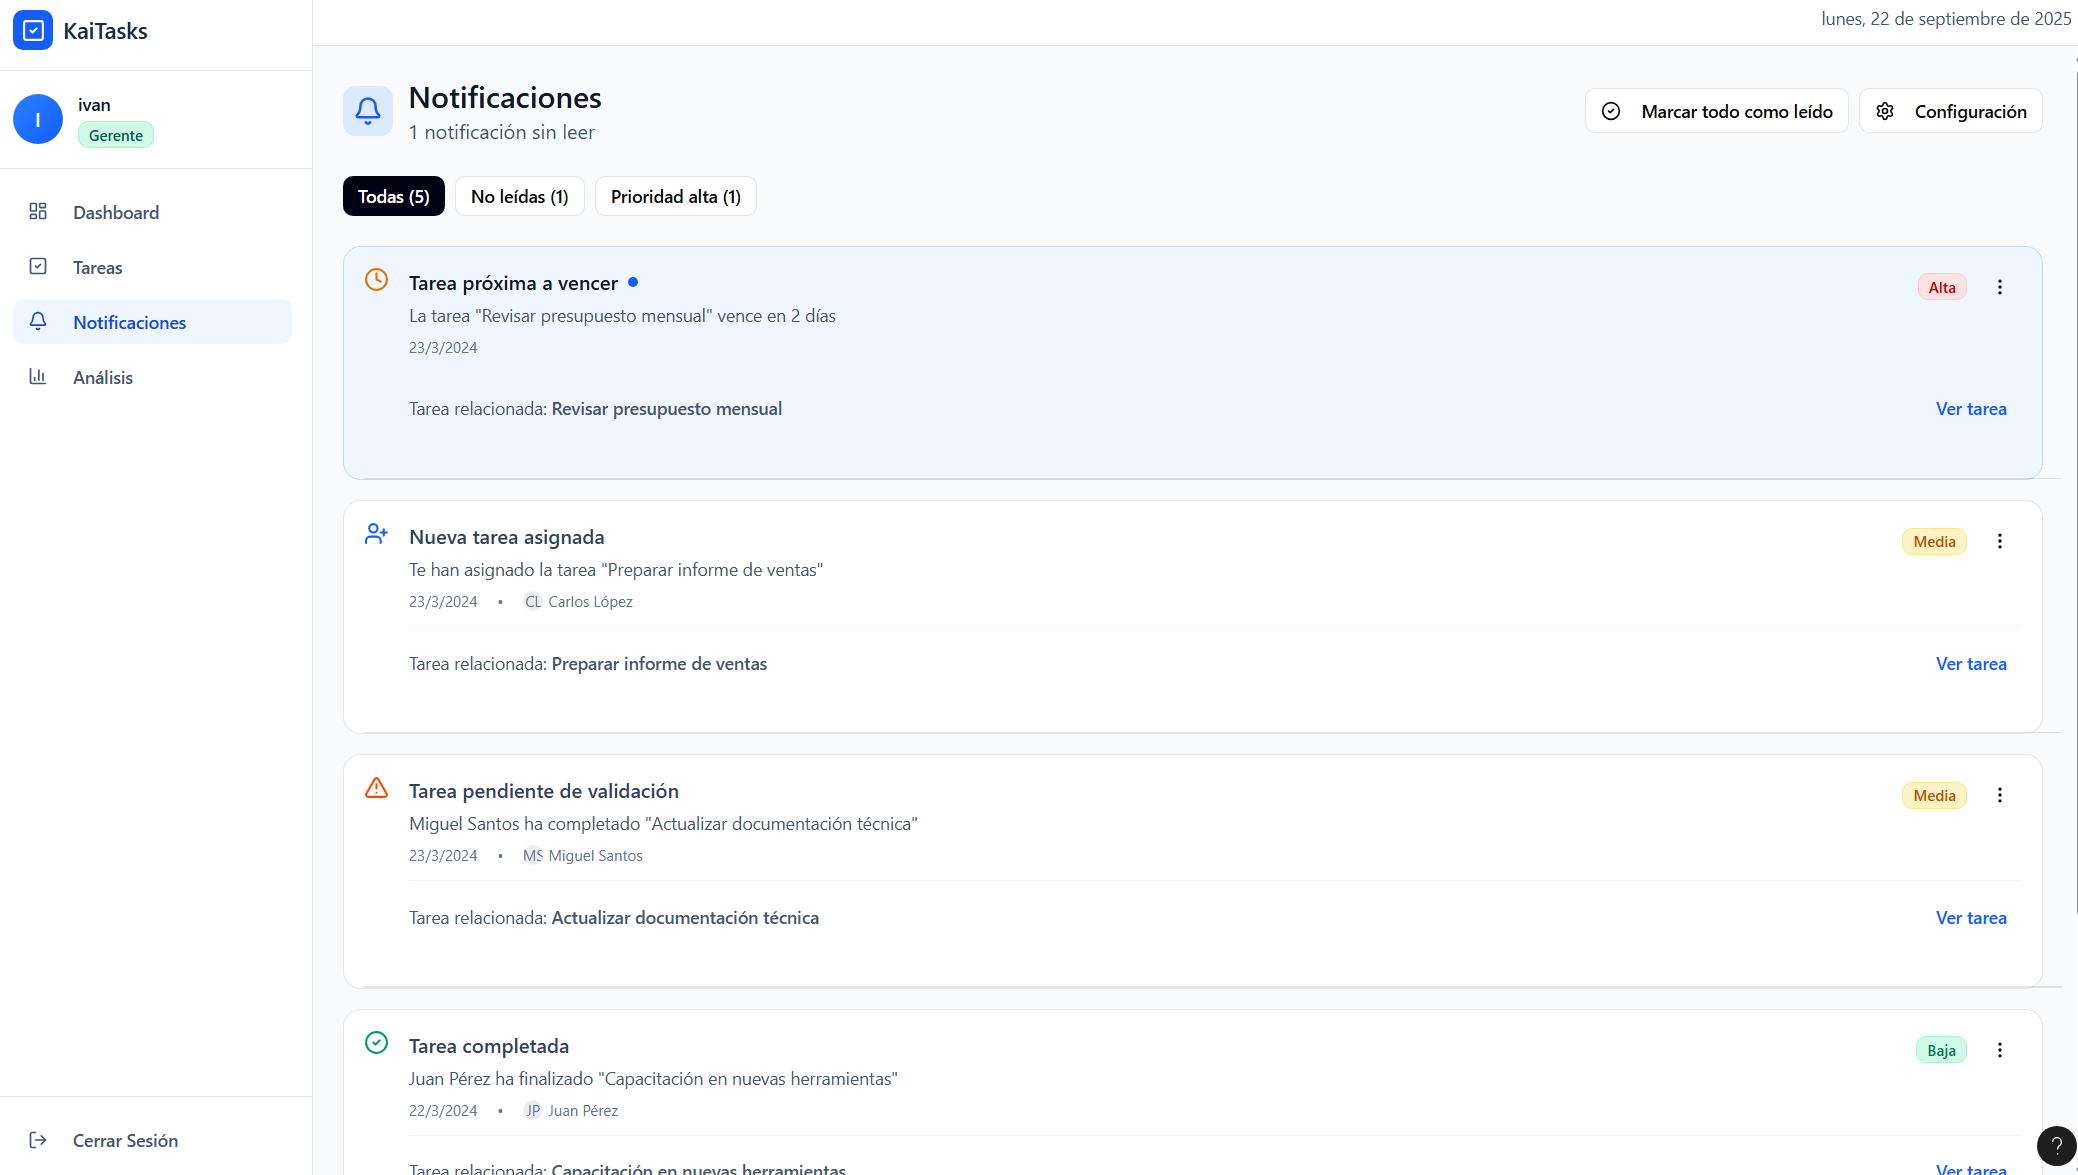 KaiTasks
lunes, 22 de septiembre de 2025
I
ivan
Gerente
Dashboard
Tareas
Notificaciones
Análisis
Cerrar Sesión
Notificaciones
1 notificación sin leer
Marcar todo como leído
Configuración
Todas (5)
No leídas (1)
Prioridad alta (1)
Tarea próxima a vencer
Alta
La tarea "Revisar presupuesto mensual" vence en 2 días
23/3/2024
Tarea relacionada: Revisar presupuesto mensual
Ver tarea
Nueva tarea asignada
Media
Te han asignado la tarea "Preparar informe de ventas"
23/3/2024 • CL Carlos López
Tarea relacionada: Preparar informe de ventas
Ver tarea
Tarea pendiente de validación
Media
Miguel Santos ha completado "Actualizar documentación técnica"
23/3/2024 • MS Miguel Santos
Tarea relacionada: Actualizar documentación técnica
Ver tarea
Tarea completada
Baja
Juan Pérez ha finalizado "Capacitación en nuevas herramientas"
22/3/2024 • JP Juan Pérez
Tarea relacionada: Capacitación en nuevas herramientas
Ver tarea
?